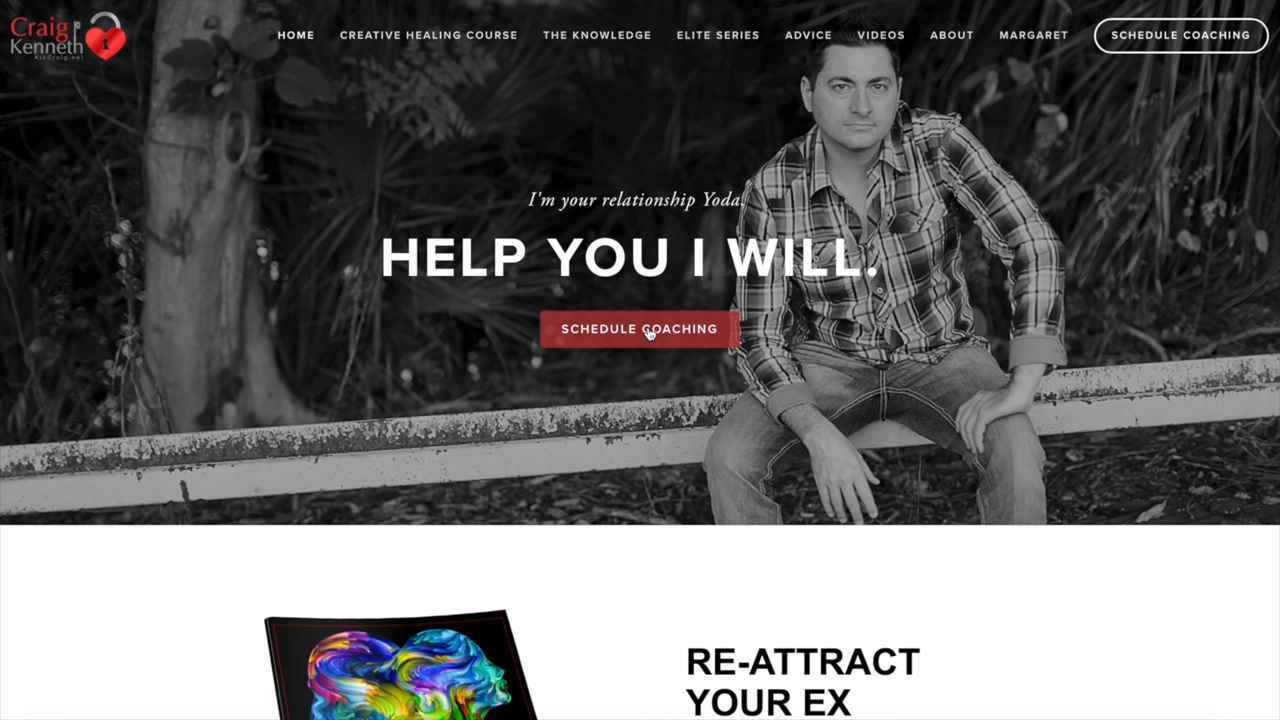 Craig
Kenneth
AskCraig.net
HOME CREATIVE HEALING COURSE THE KNOWLEDGE ELITE SERIES ADVICE VIDEOS ABOUT MARGARET SCHEDULE COACHING
I'm your relationship Yoda.
HELP YOU I WILL.
SCHEDULE COACHING
RE-ATTRACT
YOUR EX